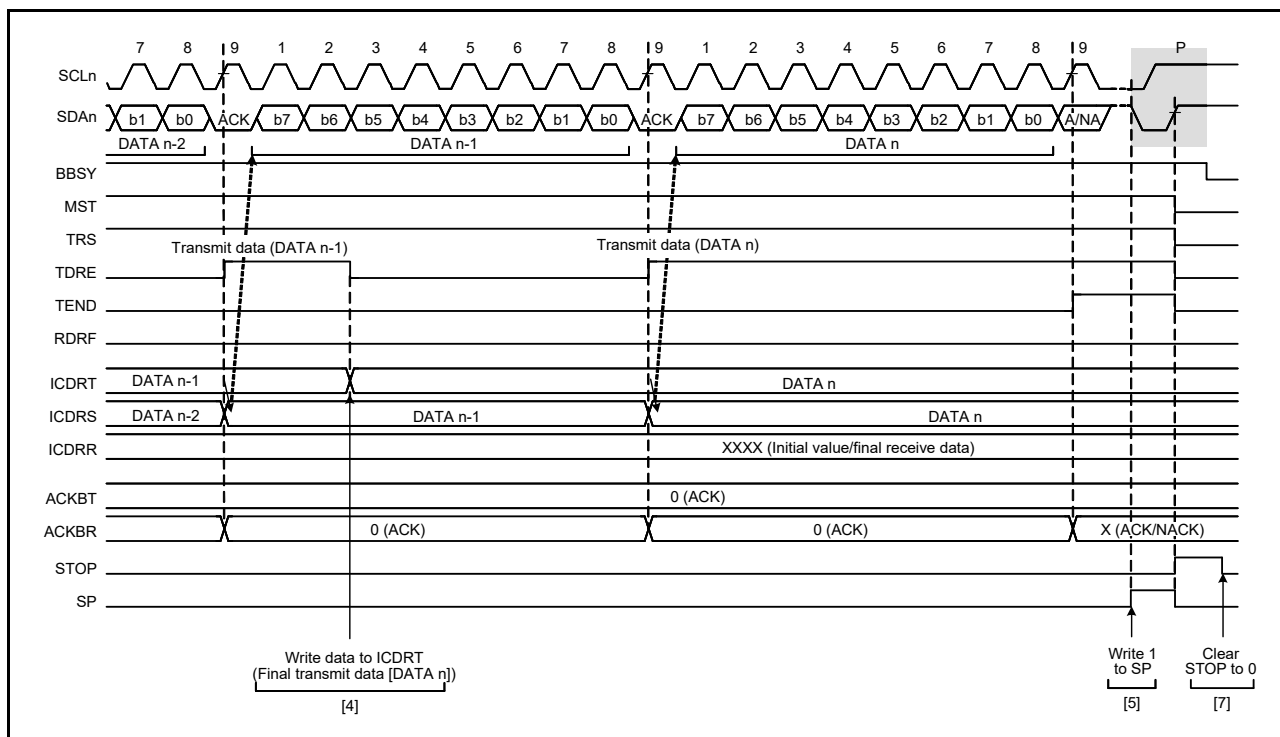 7 8 9 1 2 3 4 5 6 7 8 9 1 2 3 4 5 6 7 8 9 P
SCLn
SDAn b1 b0 ACK b7 b6 b5 b4 b3 b2 b1 b0 ACK b7 b6 b5 b4 b3 b2 b1 b0 A/NA
DATA n-2 DATA n-1 DATA n
BBSY
MST
TRS
Transmit data (DATA n-1) Transmit data (DATA n)
TDRE
TEND
RDRF
ICDRT DATA n-1 DATA n
ICDRS DATA n-2 DATA n-1 DATA n
ICDRR XXXX (Initial value/final receive data)
ACKBT 0 (ACK)
ACKBR 0 (ACK) 0 (ACK) X (ACK/NACK)
STOP
SP
Write data to ICDRT
(Final transmit data [DATA n])
[4]
Write 1
to SP
[5]
Clear
STOP to 0
[7]